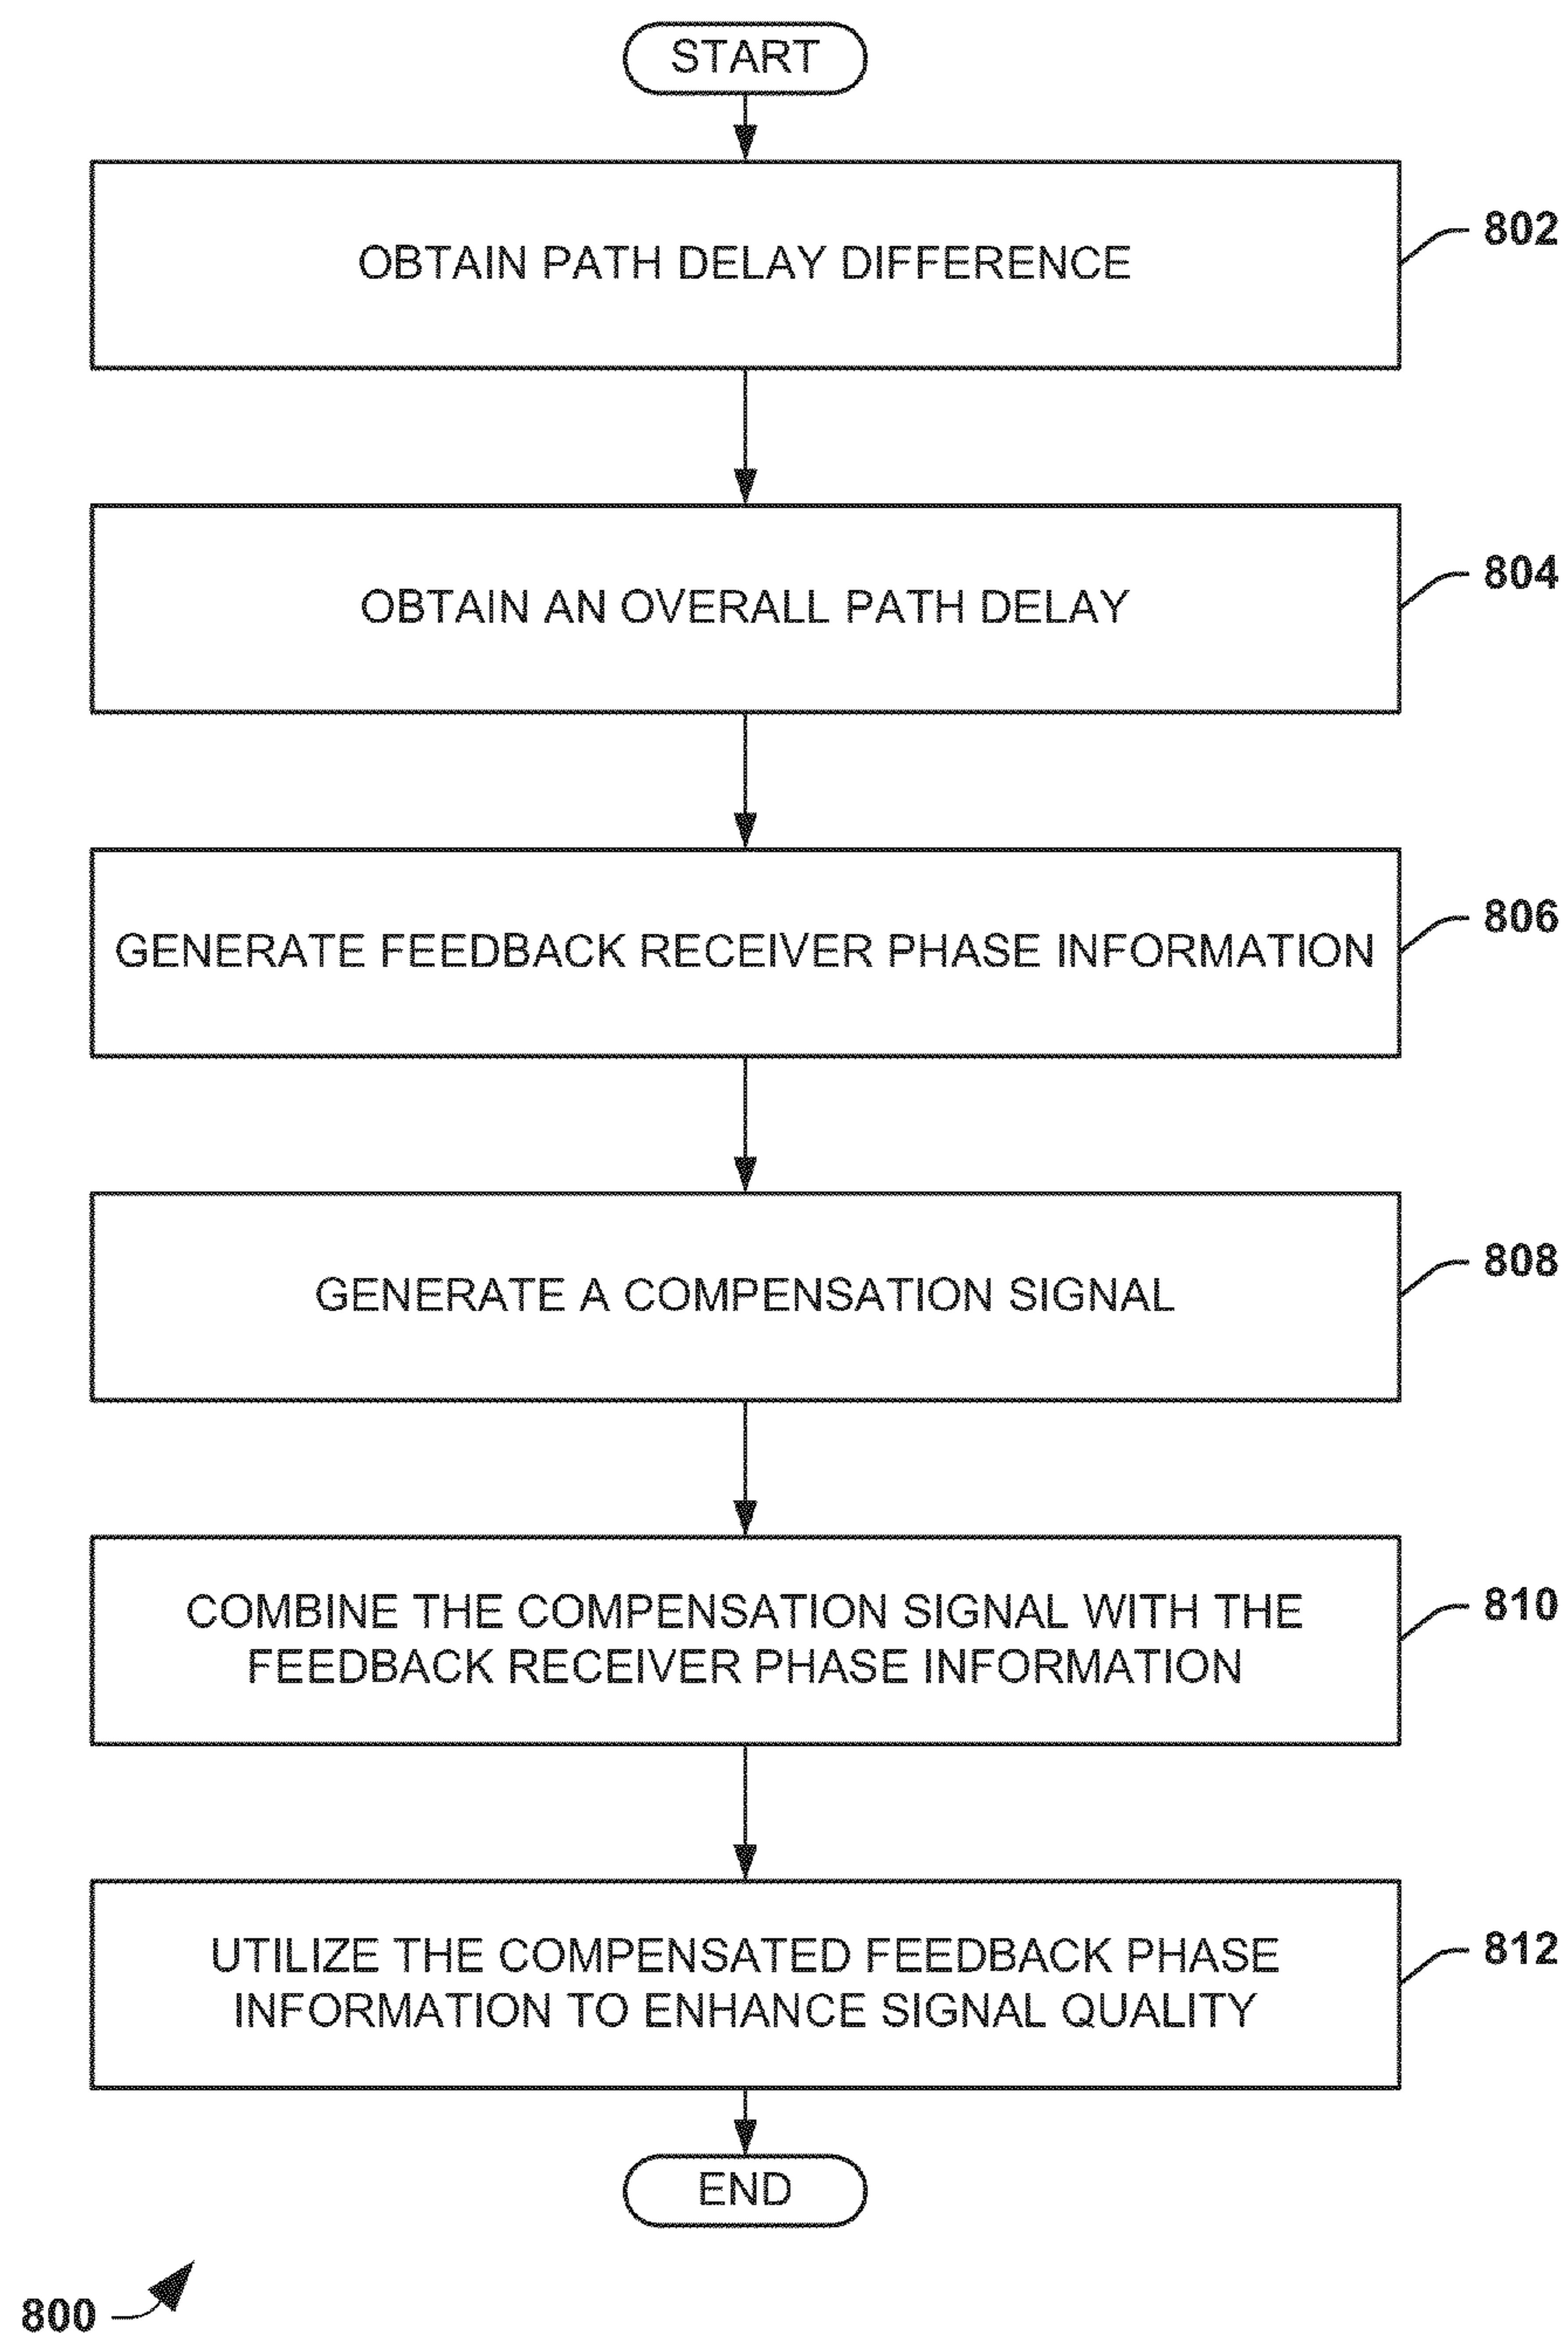 START
OBTAIN PATH DELAY DIFFERENCE
802
OBTAIN AN OVERALL PATH DELAY
804
GENERATE FEEDBACK RECEIVER PHASE INFORMATION
806
GENERATE A COMPENSATION SIGNAL
808
COMBINE THE COMPENSATION SIGNAL WITH THE
FEEDBACK RECEIVER PHASE INFORMATION
810
UTILIZE THE COMPENSATED FEEDBACK PHASE
INFORMATION TO ENHANCE SIGNAL QUALITY
812
END
800